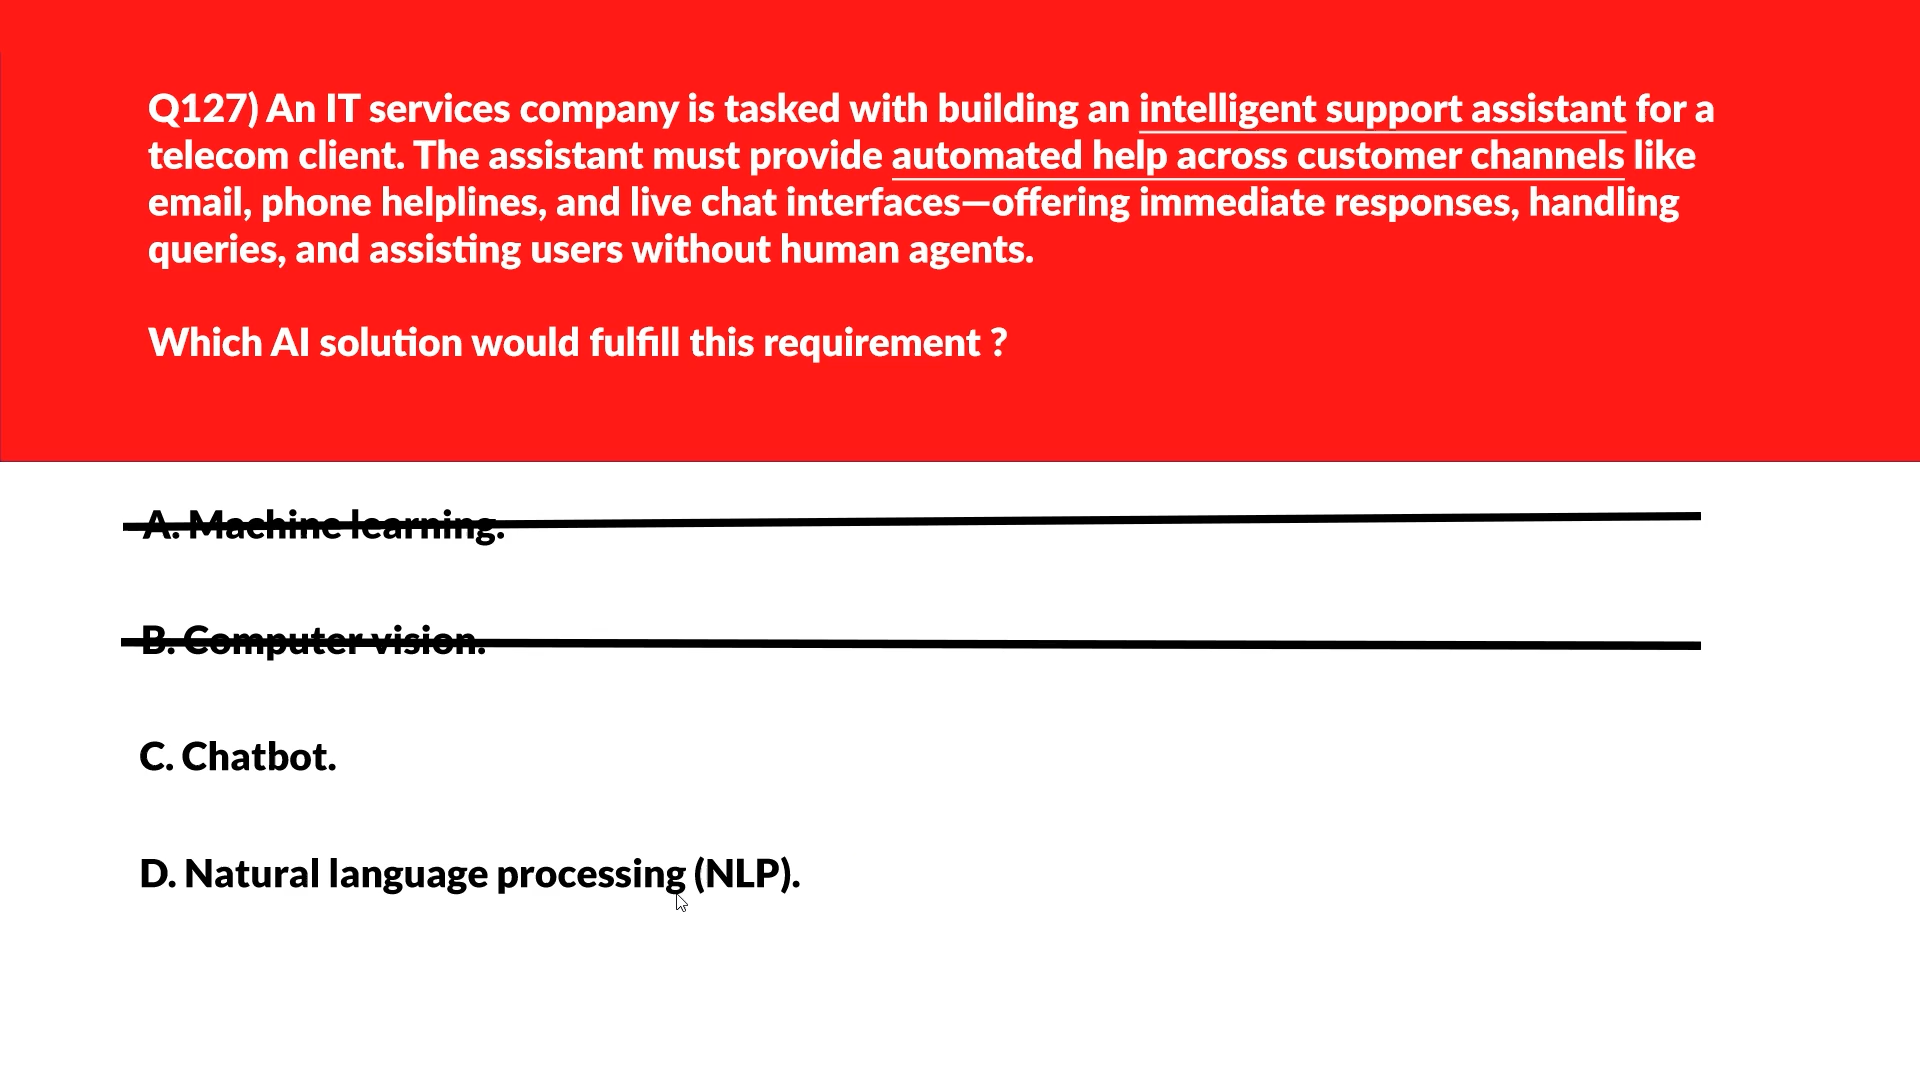 Q127) An IT services company is tasked with building an intelligent support assistant for a
telecom client. The assistant must provide automated help across customer channels like
email, phone helplines, and live chat interfaces—offering immediate responses, handling
queries, and assisting users without human agents.
Which AI solution would fulfill this requirement ?
A. Machine learning.
B. Computer vision.
C. Chatbot.
D. Natural language processing (NLP).